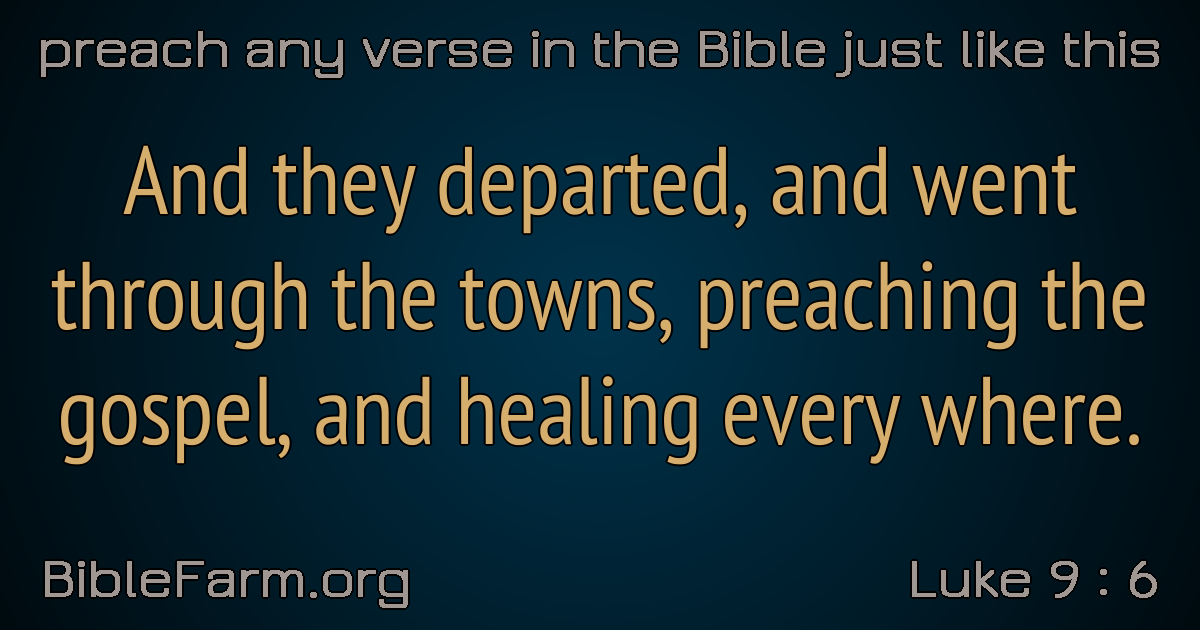 preach any verse in the Bible just like this
And they departed, and went
through the towns, preaching the
gospel, and healing every where.
BibleFarm.org
Luke 9 : 6